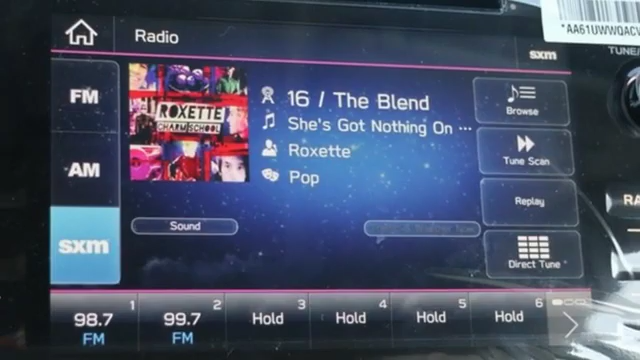 *AA61UWWQACV
Radio
sxm
TUNE/
FM
AM
sxm
ROXETTE
CHARM SCHOOL
16 / The Blend
She's Got Nothing On ...
Roxette
Pop
Browse
Tune Scan
Replay
Direct Tune
Sound
RA
1
98.7
FM
2
99.7
FM
3
Hold
4
Hold
5
Hold
6
Hold